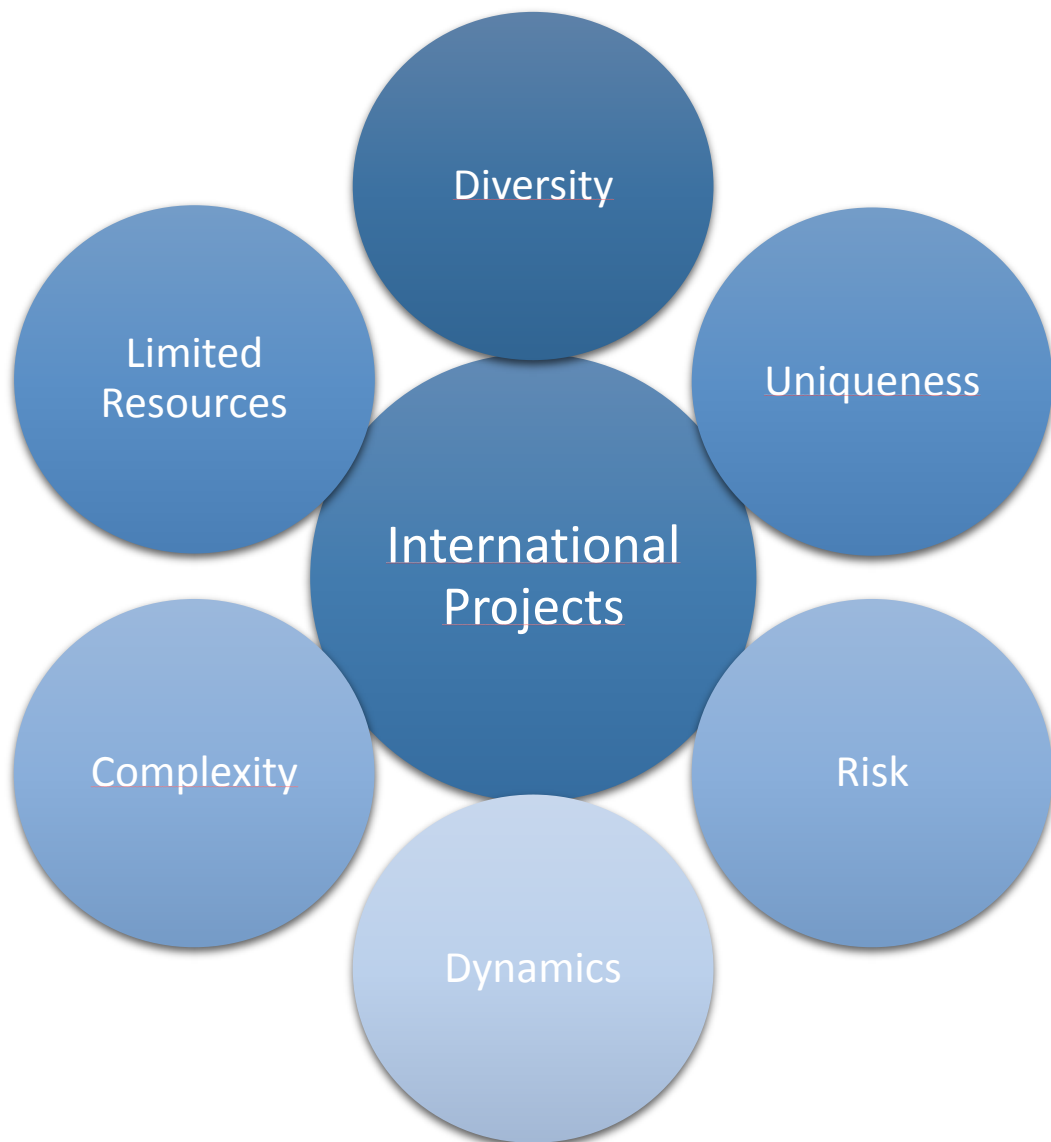 Diversity
Limited
Resources
Uniqueness
International
Projects
Complexity
Risk
Dynamics